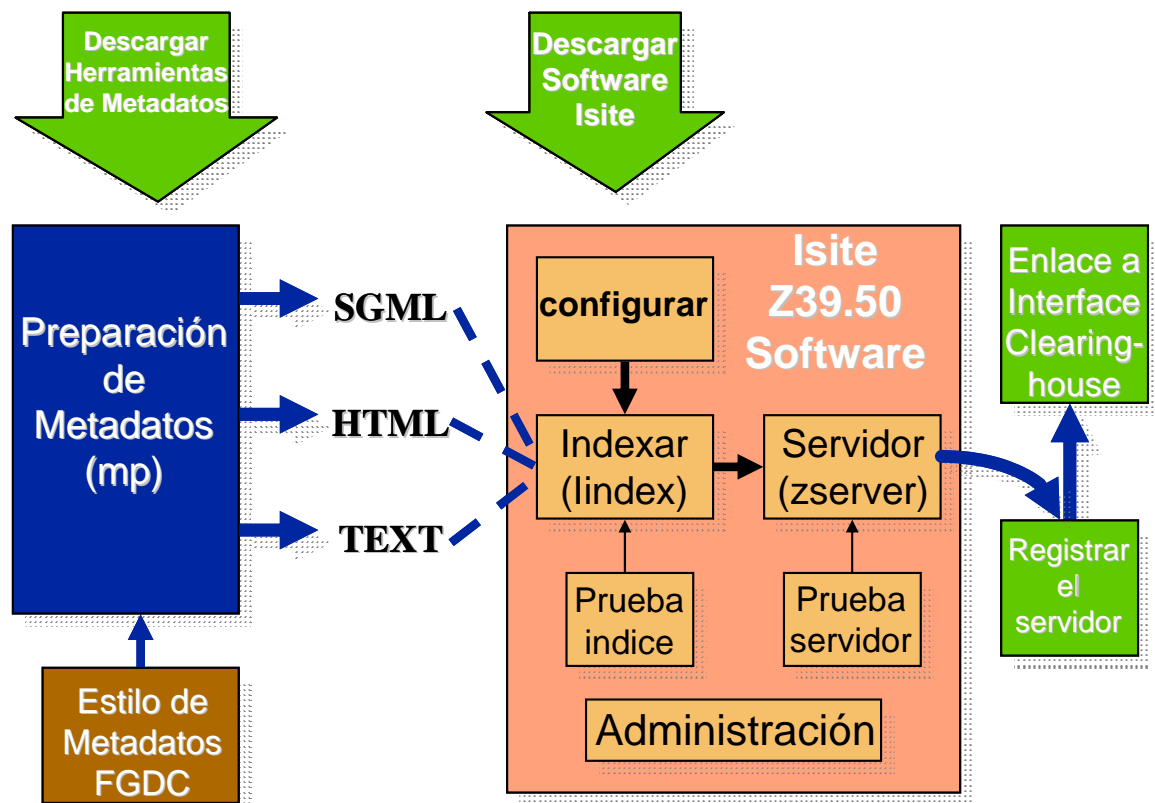 Descargar
Herramientas
de Metadatos
Descargar
Software
Isite
Preparación
de
Metadatos
(mp)
Estilo de
Metadatos
FGDC
SGML
HTML
TEXT
Isite
Z39.50
Software
configurar
Indexar
(Iindex)
Servidor
(zserver)
Prueba
indice
Prueba
servidor
Administración
Enlace a
Interface
Clearing-
house
Registrar
el
servidor